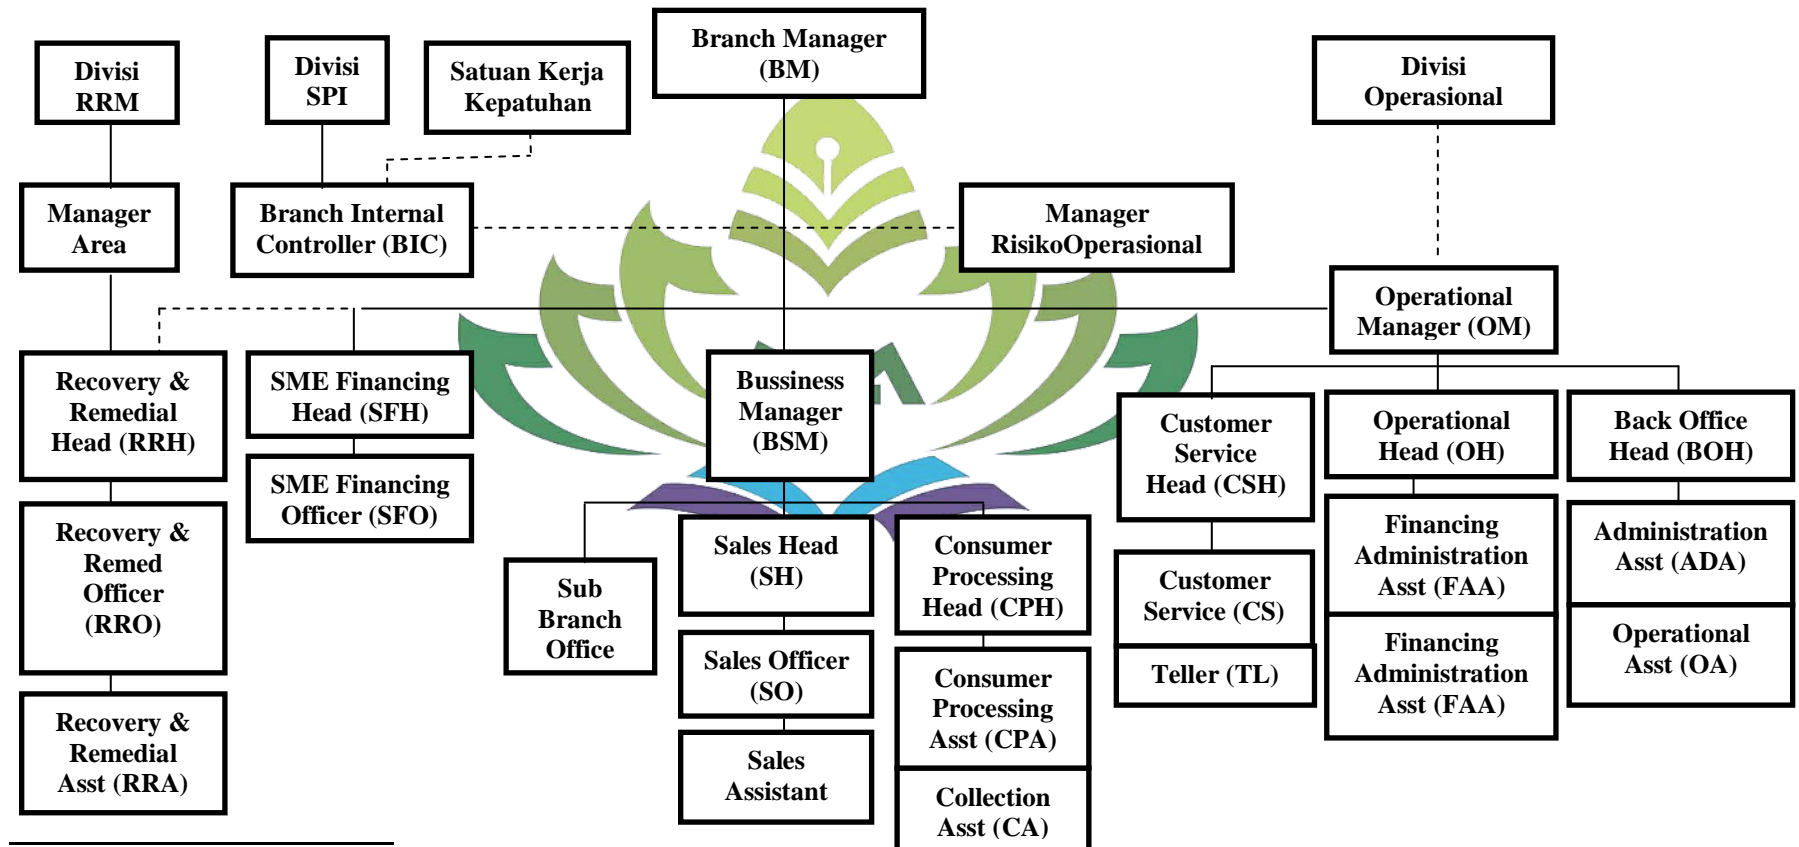 Divisi
RRM
Divisi
SPI
Satuan Kerja
Kepatuhan
Branch Manager
(BM)
Divisi
Operasional
Manager
Area
Branch Internal
Controller (BIC)
Manager
RisikoOperasional
Operational
Manager (OM)
Recovery &
Remedial
Head (RRH)
SME Financing
Head (SFH)
Bussiness
Manager
(BSM)
Customer
Service
Head (CSH)
Operational
Head (OH)
Back Office
Head (BOH)
SME Financing
Officer (SFO)
Recovery &
Remed
Officer
(RRO)
Sub
Branch
Office
Sales Head
(SH)
Consumer
Processing
Head (CPH)
Customer
Service (CS)
Teller (TL)
Financing
Administration
Asst (FAA)
Financing
Administration
Asst (FAA)
Administration
Asst (ADA)
Operational
Asst (OA)
Sales Officer
(SO)
Consumer
Processing
Asst (CPA)
Recovery &
Remedial
Asst (RRA)
Sales
Assistant
Collection
Asst (CA)